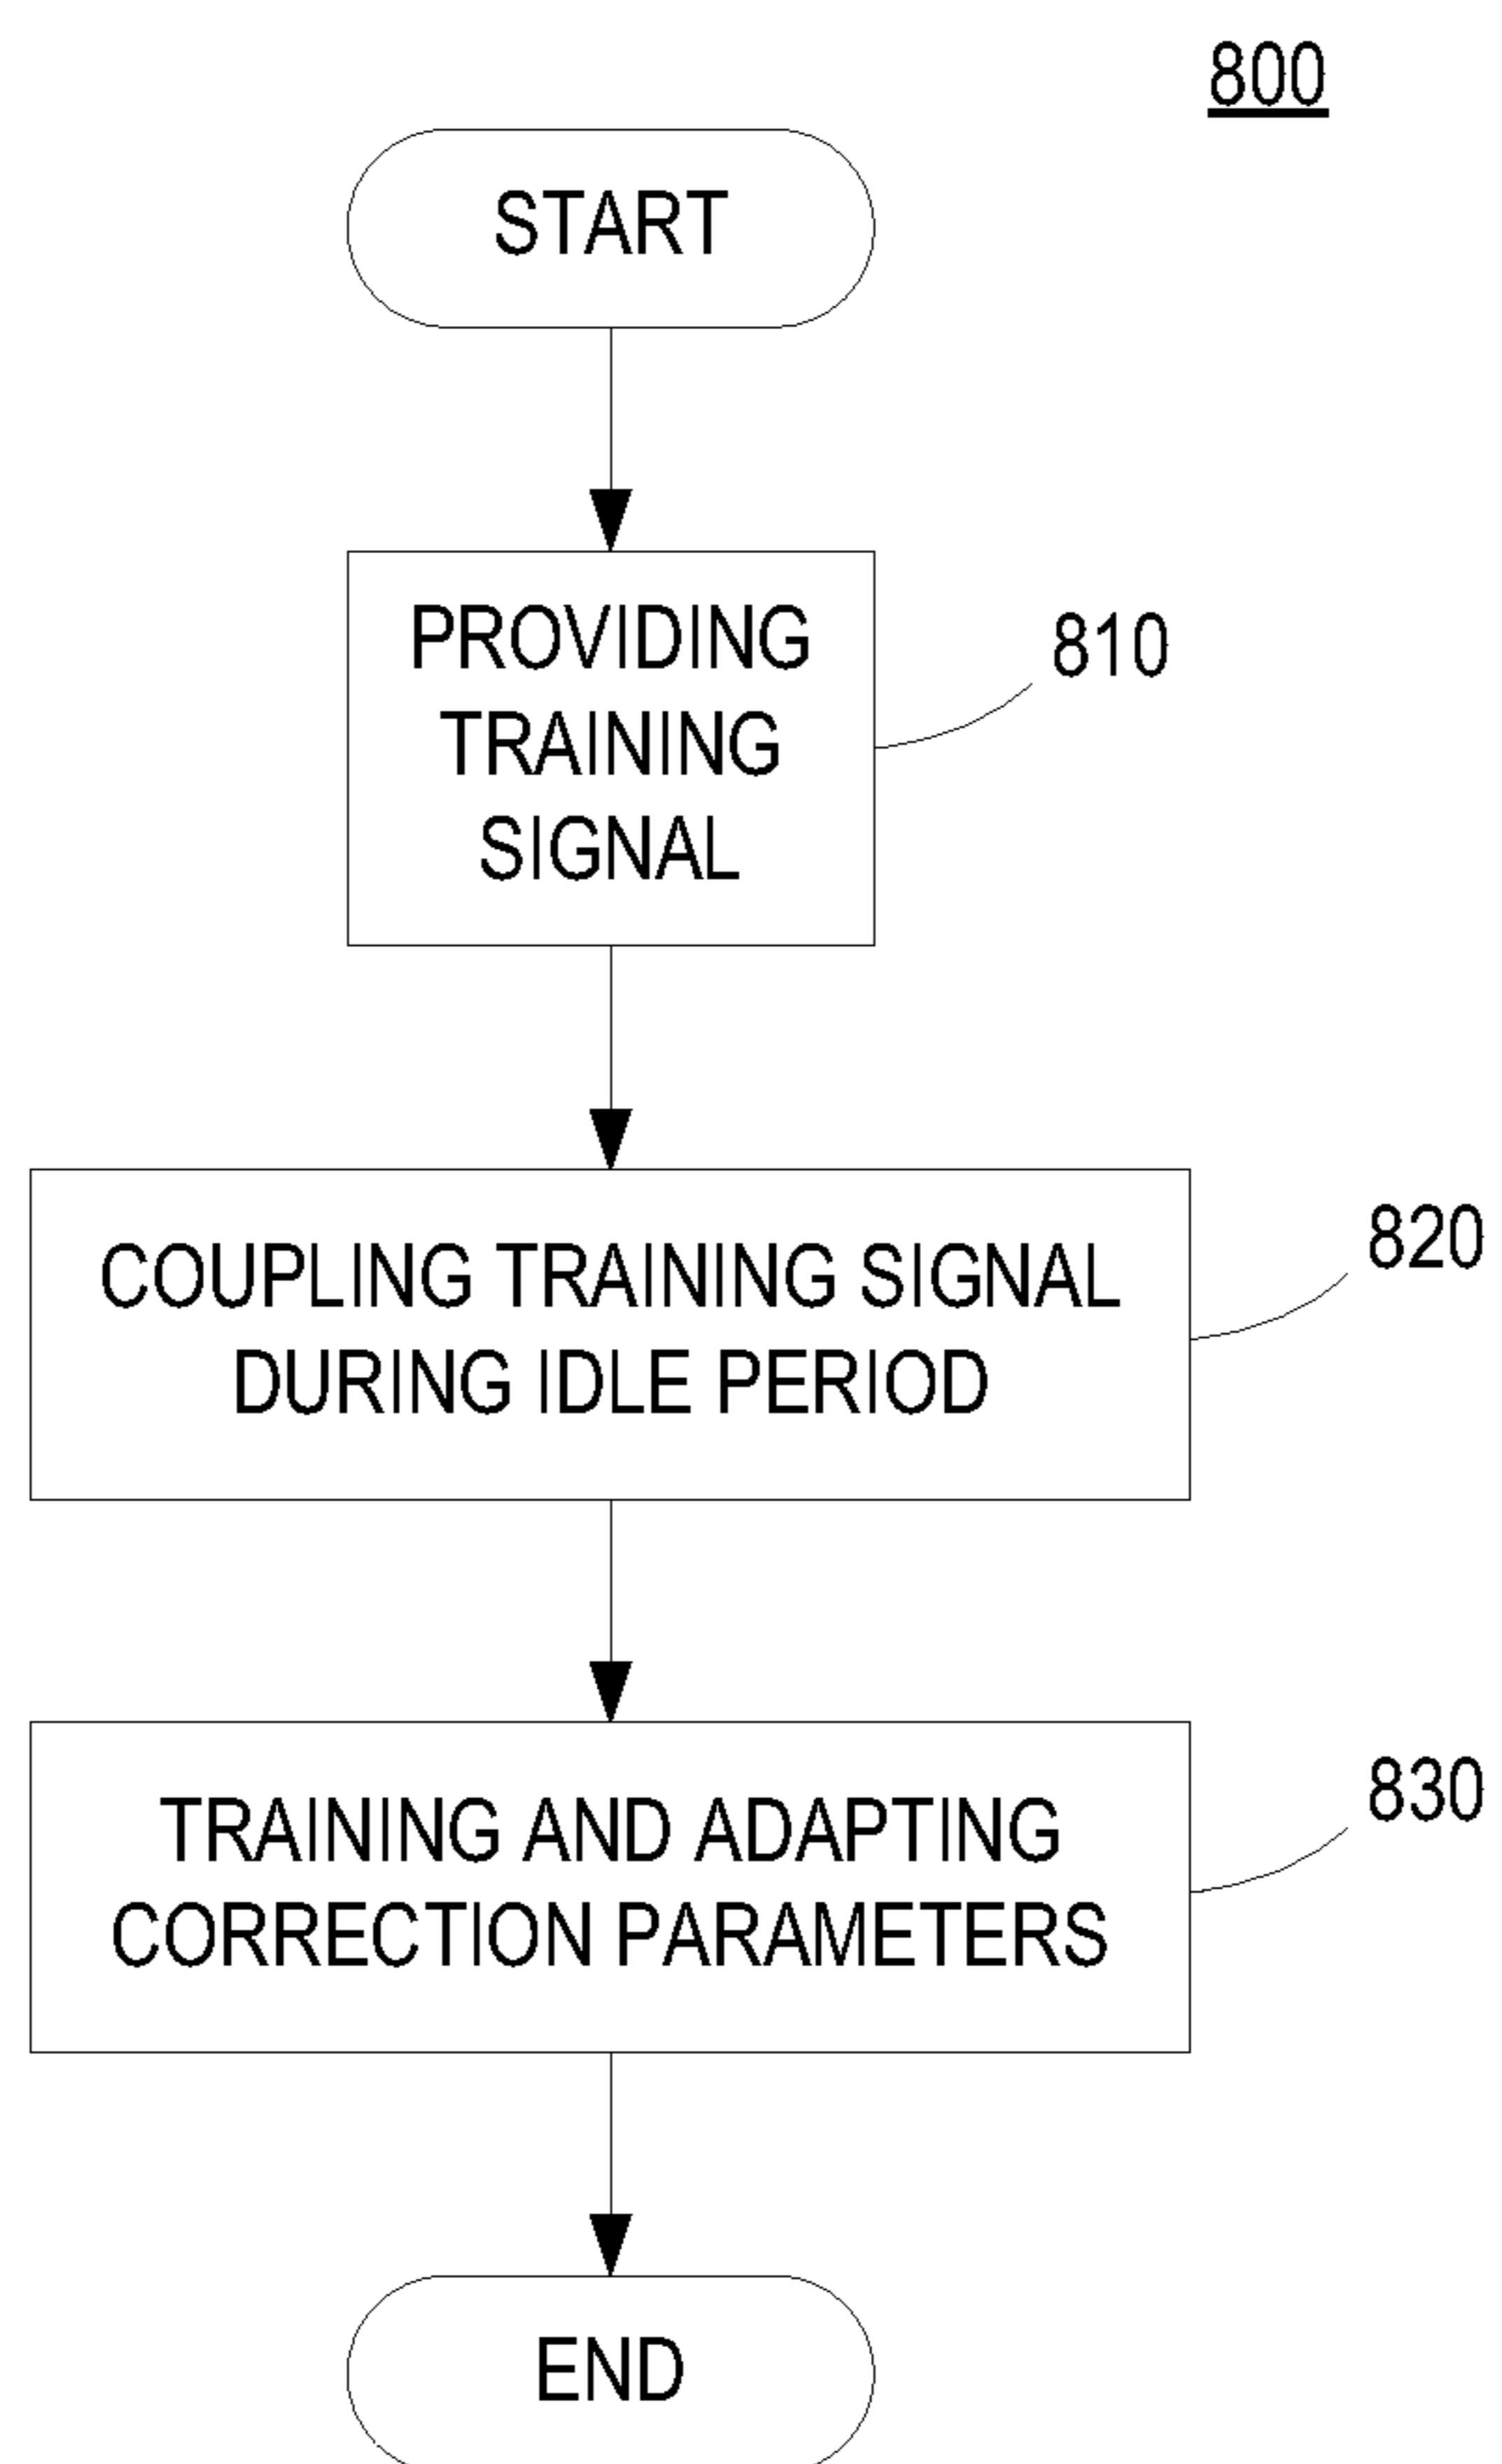 800
START
PROVIDING
TRAINING
SIGNAL
810
COUPLING TRAINING SIGNAL
DURING IDLE PERIOD
820
TRAINING AND ADAPTING
CORRECTION PARAMETERS
830
END